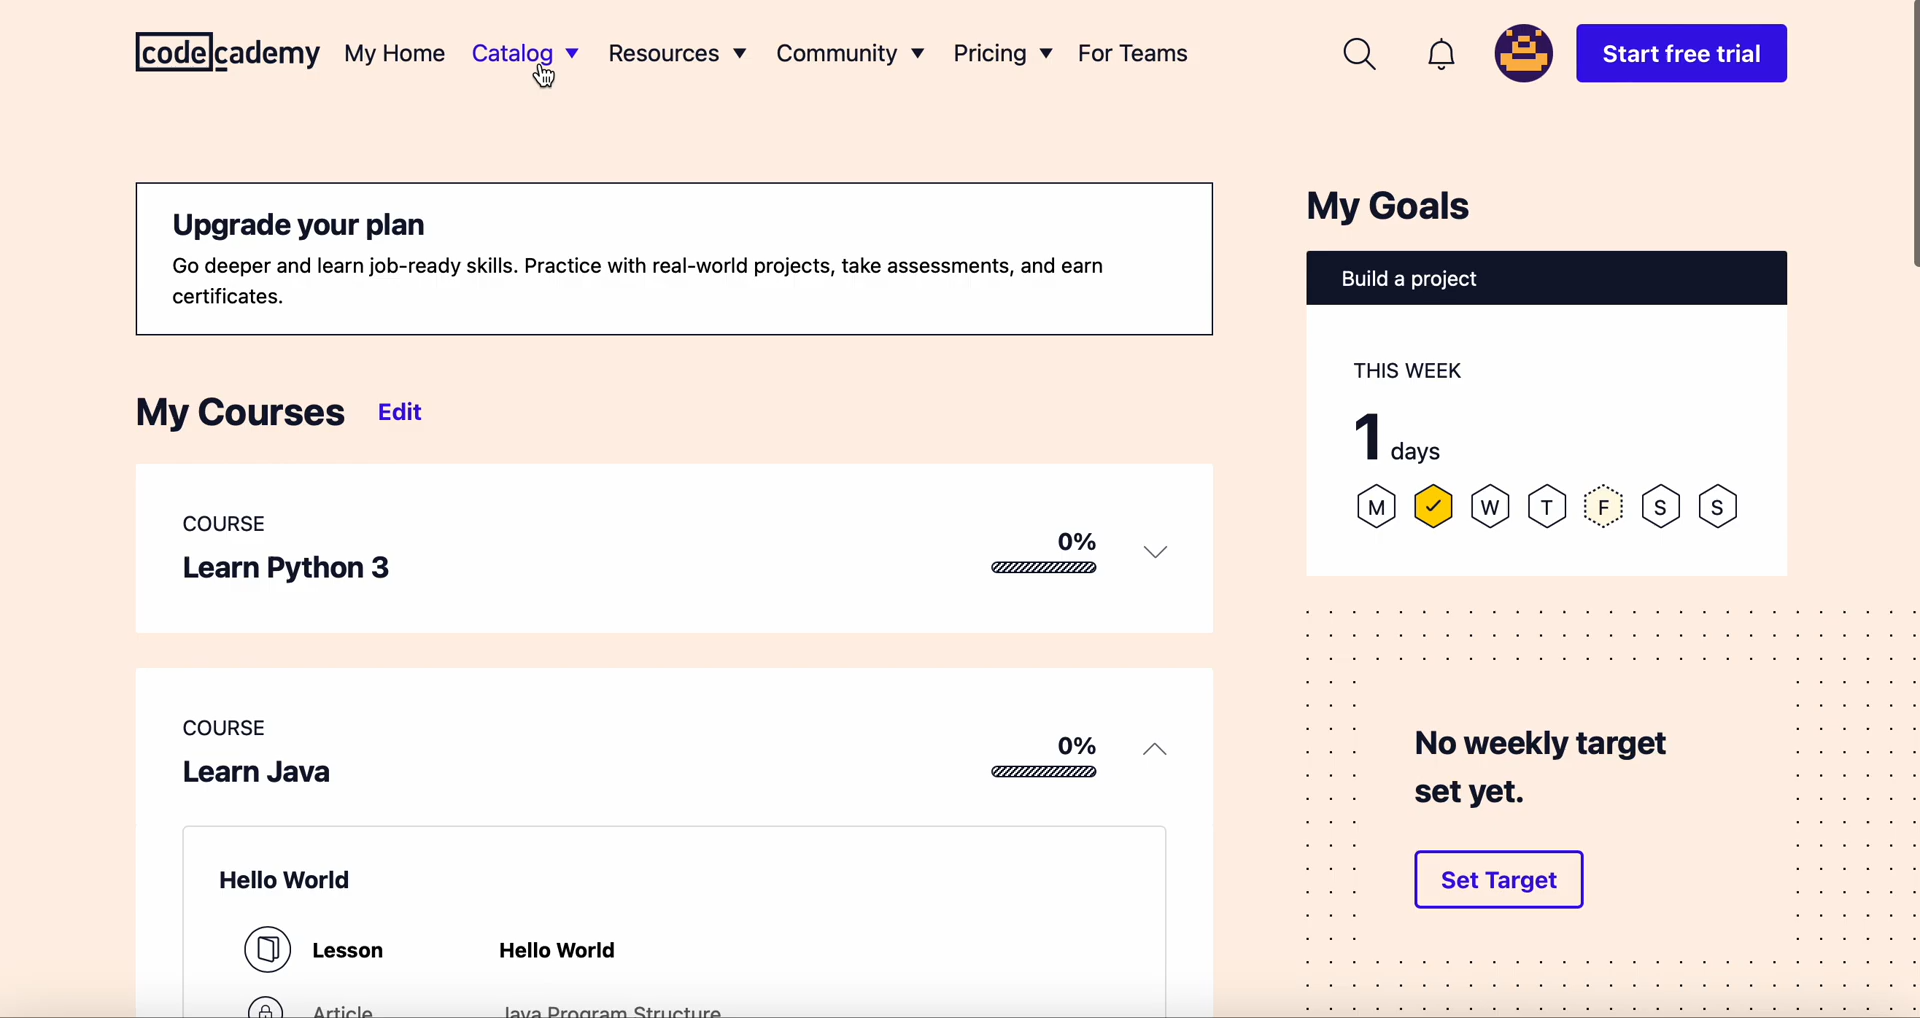 codecademy My Home Catalog Resources Community Pricing For Teams Start free trial
Upgrade your plan
Go deeper and learn job-ready skills. Practice with real-world projects, take assessments, and earn
certificates.
My Courses Edit
COURSE
Learn Python 3
0%
COURSE
Learn Java
0%
Hello World
Lesson Hello World
Article Java Program Structure
My Goals
Build a project
THIS WEEK
1 days
M W T F S S
No weekly target
set yet.
Set Target